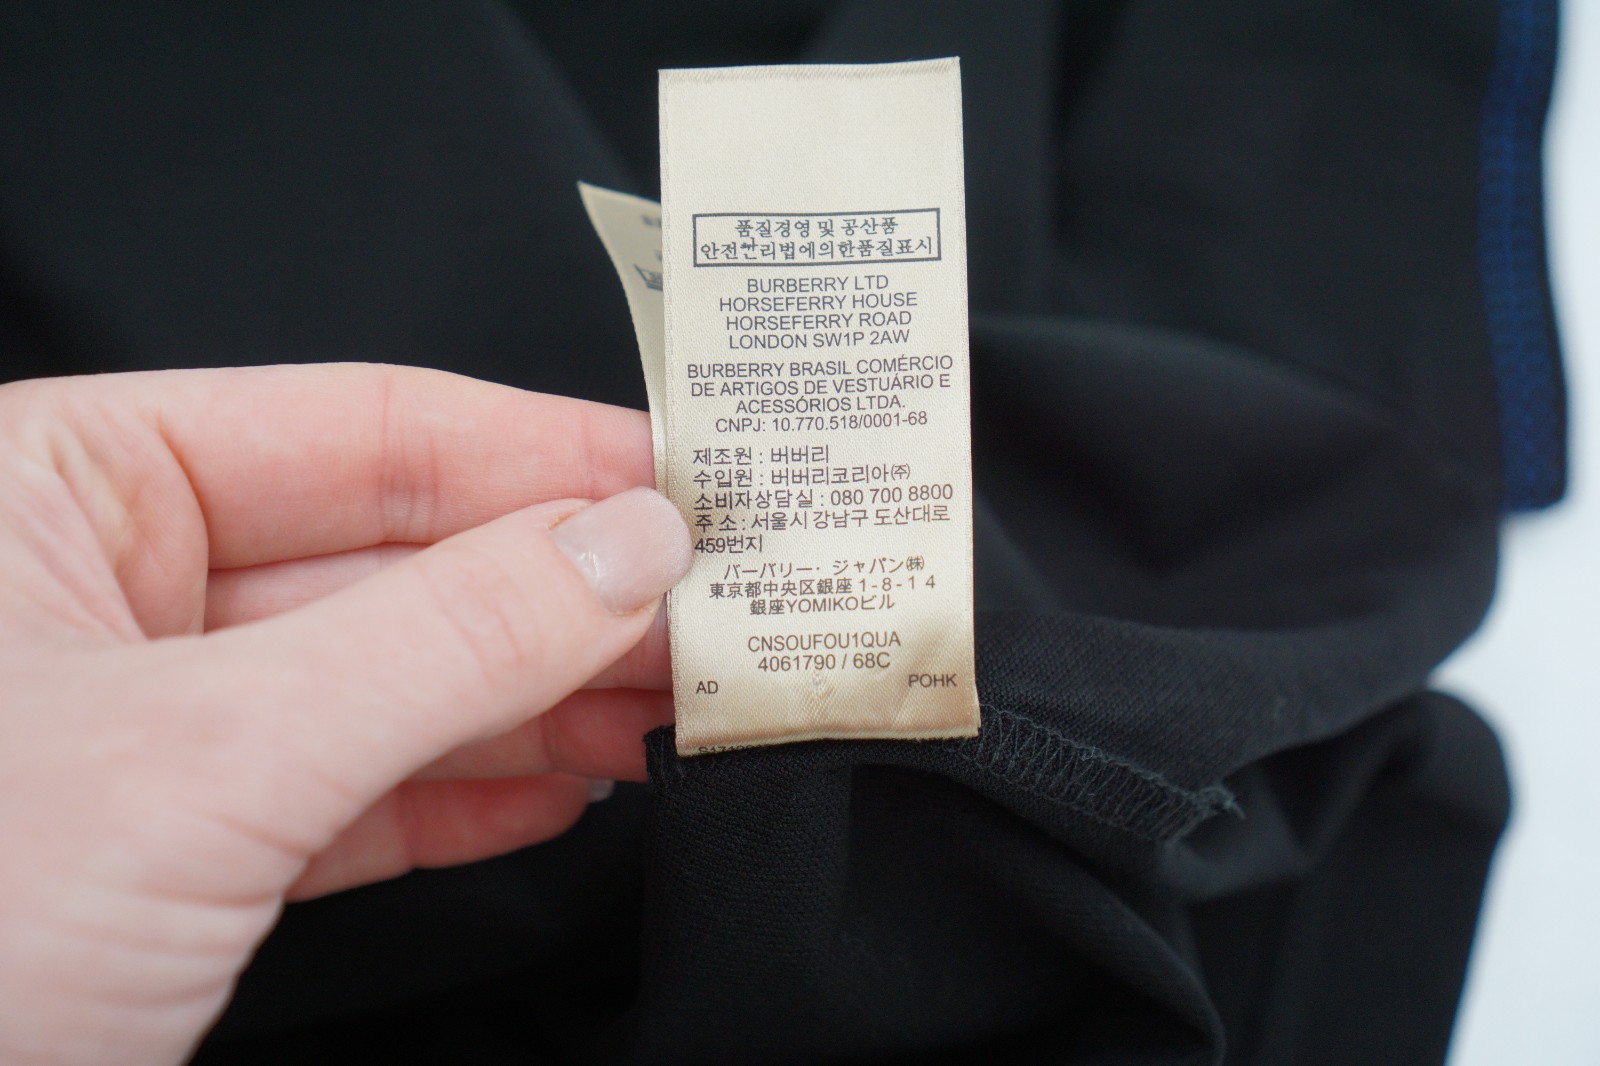 품질경영 및 공산품
안전관리법에의한품질표시
BURBERRY LTD
HORSEFERRY HOUSE
HORSEFERRY ROAD
LONDON SW1P 2AW
BURBERRY BRASIL COMÉRCIO
DE ARTIGOS DE VESTUÁRIO E
ACESSÓRIOS LTDA.
CNPJ: 10.770.518/0001-68
제조원 : 버버리
수입원 : 버버리코리아㈜
소비자상담실 : 080 700 8800
주 소 : 서울시 강남구 도산대로
459번지
バーバリー・ジャパン㈱
東京都中央区銀座 1-8-1 4
銀座YOMIKOビル
CNSOUFOU1QUA
4061790 / 68C
AD POHK